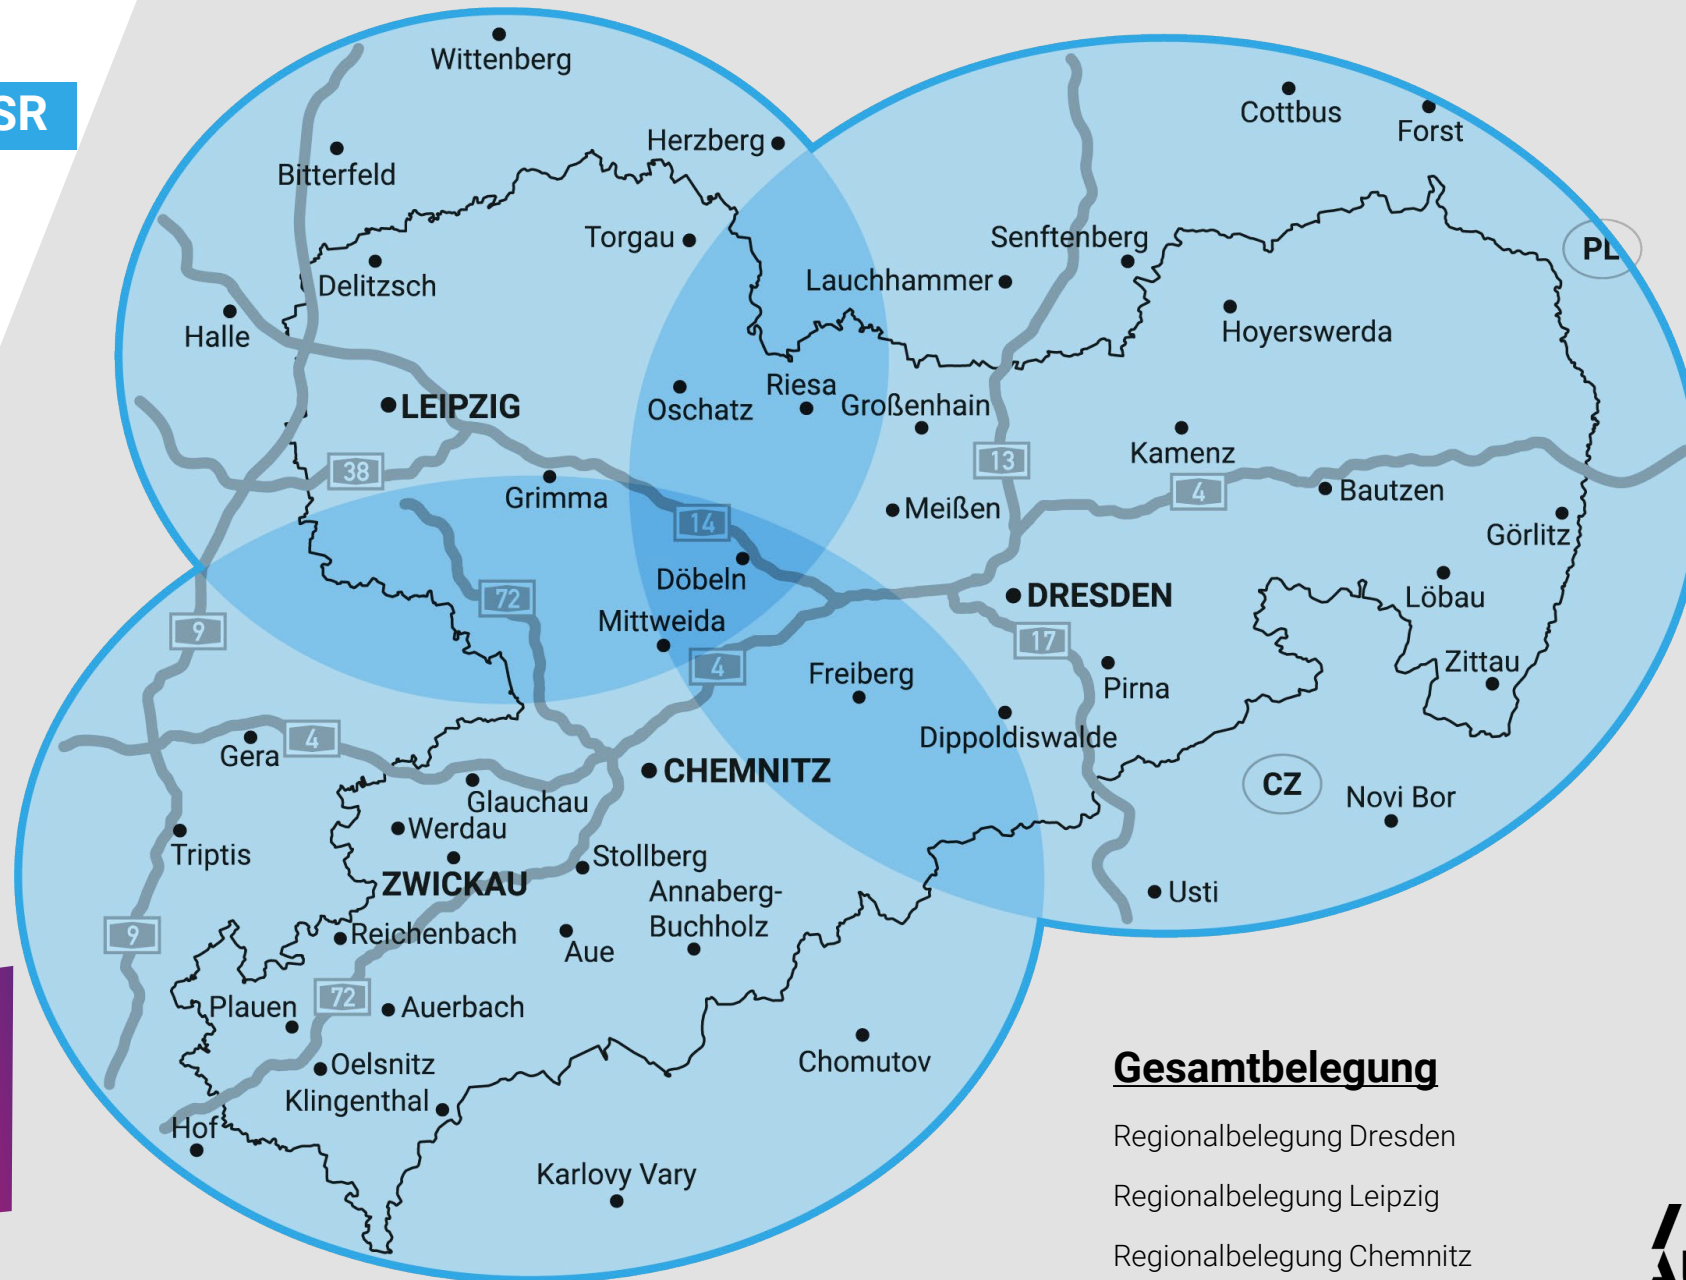 SR
Wittenberg
Cottbus
Forst
Herzberg
Bitterfeld
Torgau
Senftenberg
PL
Lauchhammer
Delitzsch
Halle
Hoyerswerda
Riesa
Oschatz
Großenhain
LEIPZIG
Kamenz
13
38
4
Bautzen
Grimma
Meißen
14
Görlitz
Döbeln
DRESDEN
Löbau
72
Mittweida
9
17
4
Zittau
Freiberg
Pirna
Dippoldiswalde
4
Gera
CHEMNITZ
CZ
Novi Bor
Glauchau
Werdau
Triptis
Stollberg
ZWICKAU
Annaberg-
Buchholz
Usti
9
Reichenbach
Aue
72
Plauen
Auerbach
Chomutov
Oelsnitz
Klingenthal
Hof
Karlovy Vary
Gesamtbelegung
Regionalbelegung Dresden
Regionalbelegung Leipzig
Regionalbelegung Chemnitz